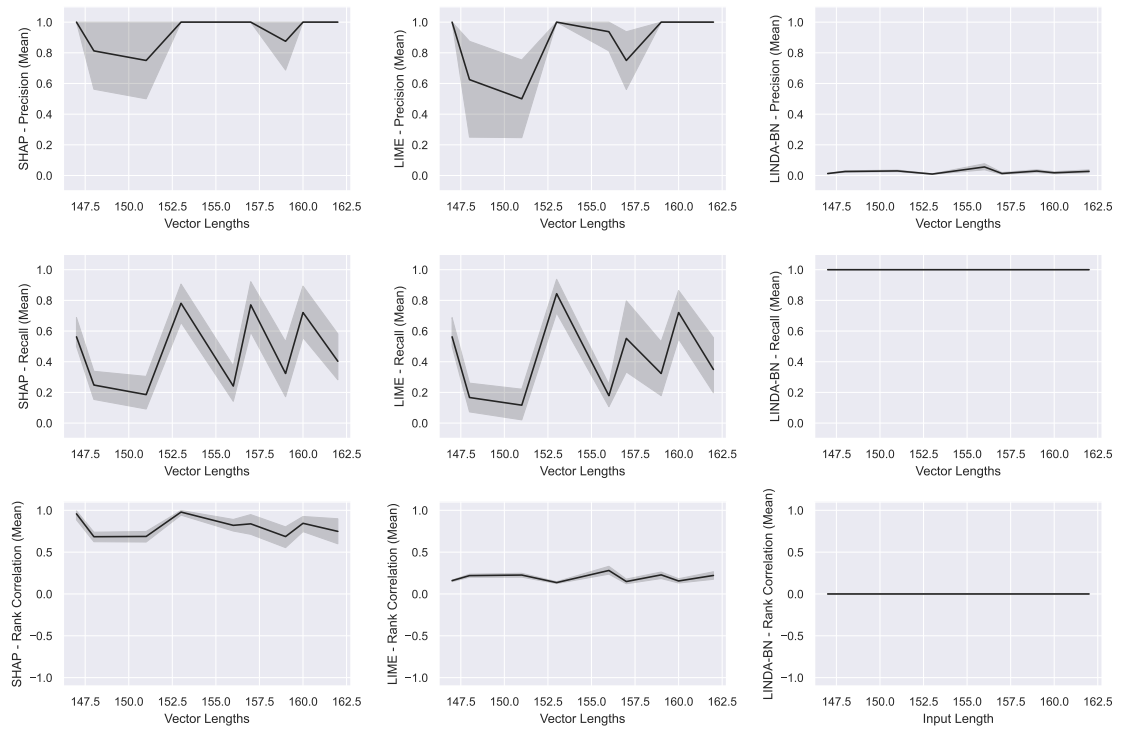 SHAP - Precision (Mean)
1.0
0.8
0.6
0.4
0.2
0.0
147.5 150.0 152.5 155.0 157.5 160.0 162.5
Vector Lengths
LIME - Precision (Mean)
1.0
0.8
0.6
0.4
0.2
0.0
147.5 150.0 152.5 155.0 157.5 160.0 162.5
Vector Lengths
LINDA-BN - Precision (Mean)
1.0
0.8
0.6
0.4
0.2
0.0
147.5 150.0 152.5 155.0 157.5 160.0 162.5
Vector Lengths
SHAP - Recall (Mean)
1.0
0.8
0.6
0.4
0.2
0.0
147.5 150.0 152.5 155.0 157.5 160.0 162.5
Vector Lengths
LIME - Recall (Mean)
1.0
0.8
0.6
0.4
0.2
0.0
147.5 150.0 152.5 155.0 157.5 160.0 162.5
Vector Lengths
LINDA-BN - Recall (Mean)
1.0
0.8
0.6
0.4
0.2
0.0
147.5 150.0 152.5 155.0 157.5 160.0 162.5
Vector Lengths
SHAP - Rank Correlation (Mean)
1.0
0.5
0.0
−0.5
−1.0
147.5 150.0 152.5 155.0 157.5 160.0 162.5
Vector Lengths
LIME - Rank Correlation (Mean)
1.0
0.5
0.0
−0.5
−1.0
147.5 150.0 152.5 155.0 157.5 160.0 162.5
Vector Lengths
LINDA-BN - Rank Correlation (Mean)
1.0
0.5
0.0
−0.5
−1.0
147.5 150.0 152.5 155.0 157.5 160.0 162.5
Input Length